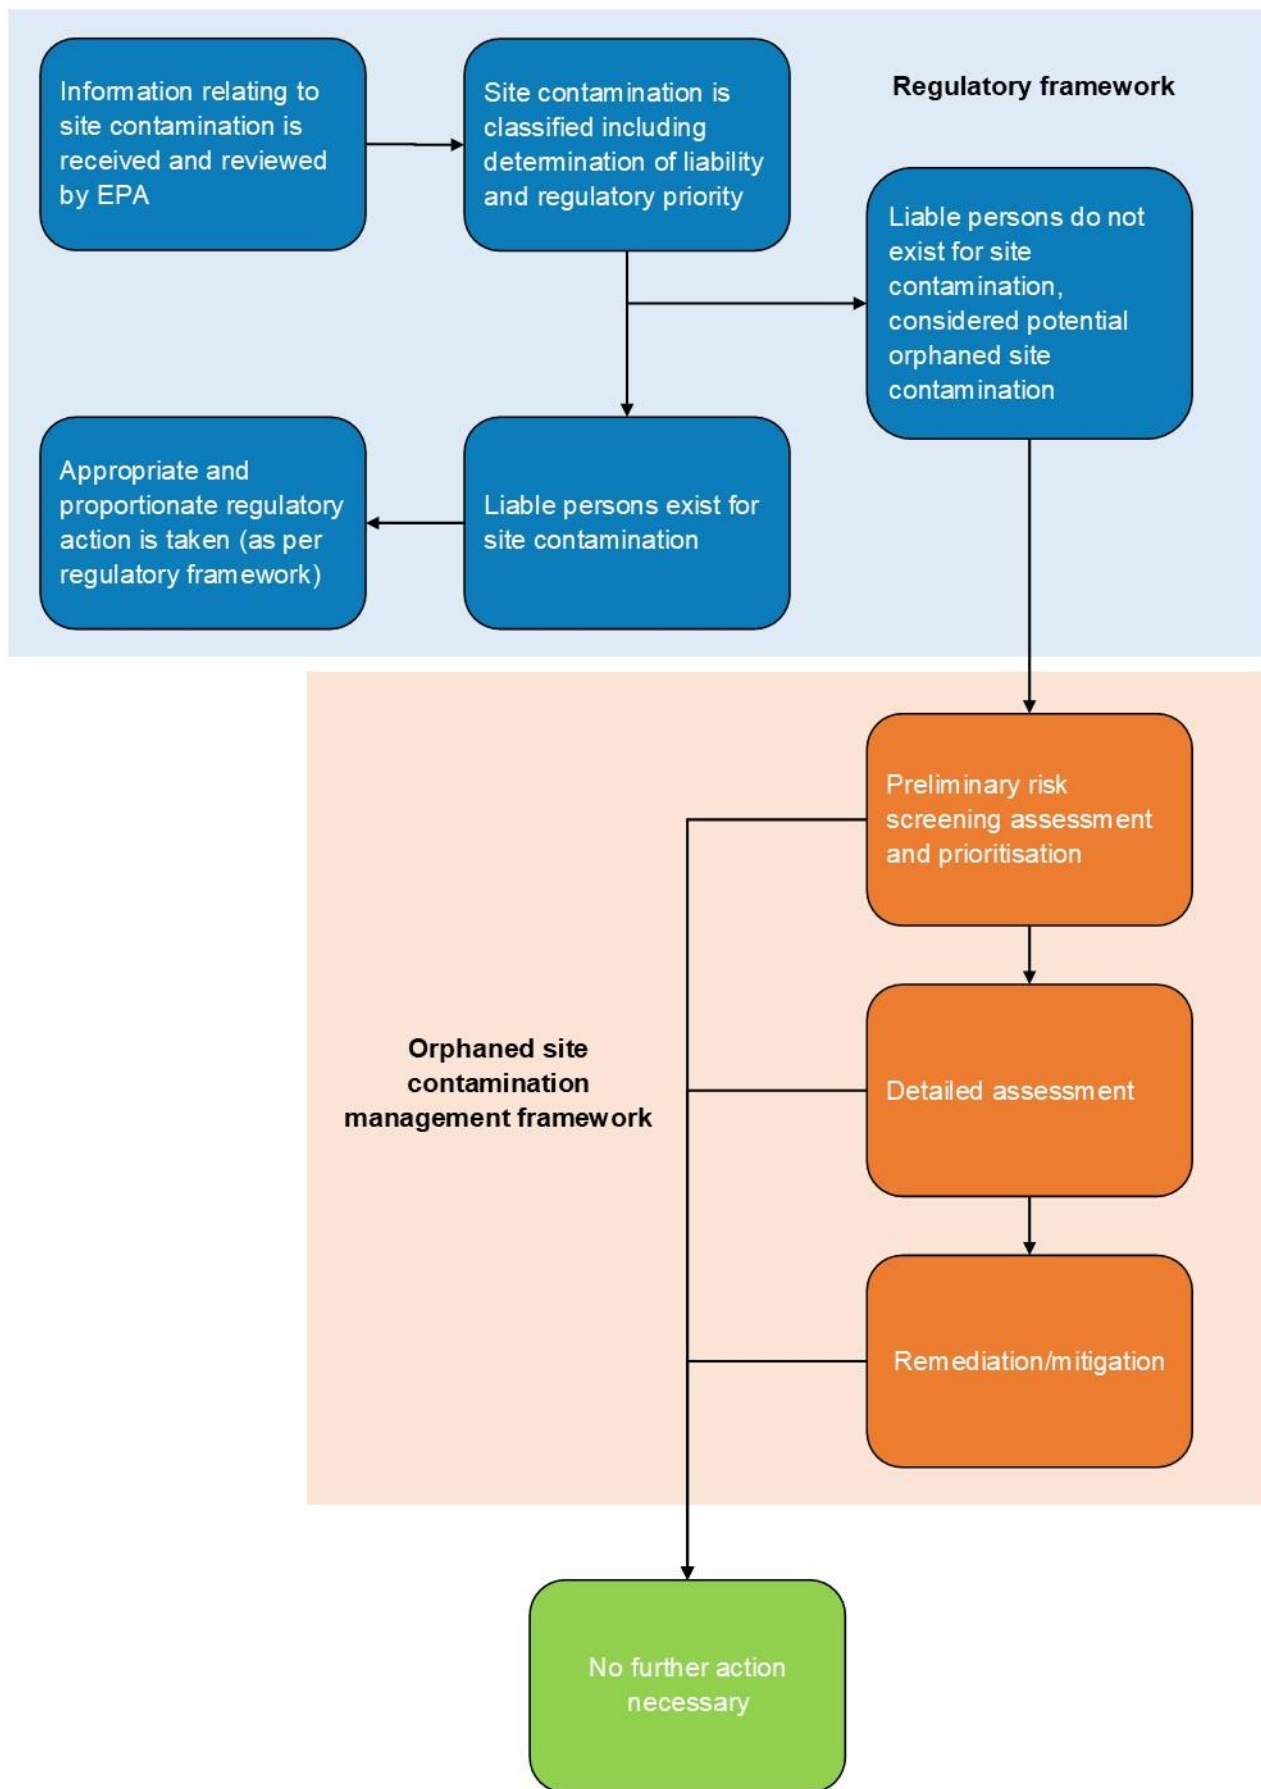 Information relating to
site contamination is
received and reviewed
by EPA
Site contamination is
classified including
determination of liability
and regulatory priority
Regulatory framework
Liable persons do not
exist for site
contamination,
considered potential
orphaned site
contamination
Appropriate and
proportionate regulatory
action is taken (as per
regulatory framework)
Liable persons exist for
site contamination
Preliminary risk
screening assessment
and prioritisation
Orphaned site
contamination
management framework
Detailed assessment
Remediation/mitigation
No further action
necessary